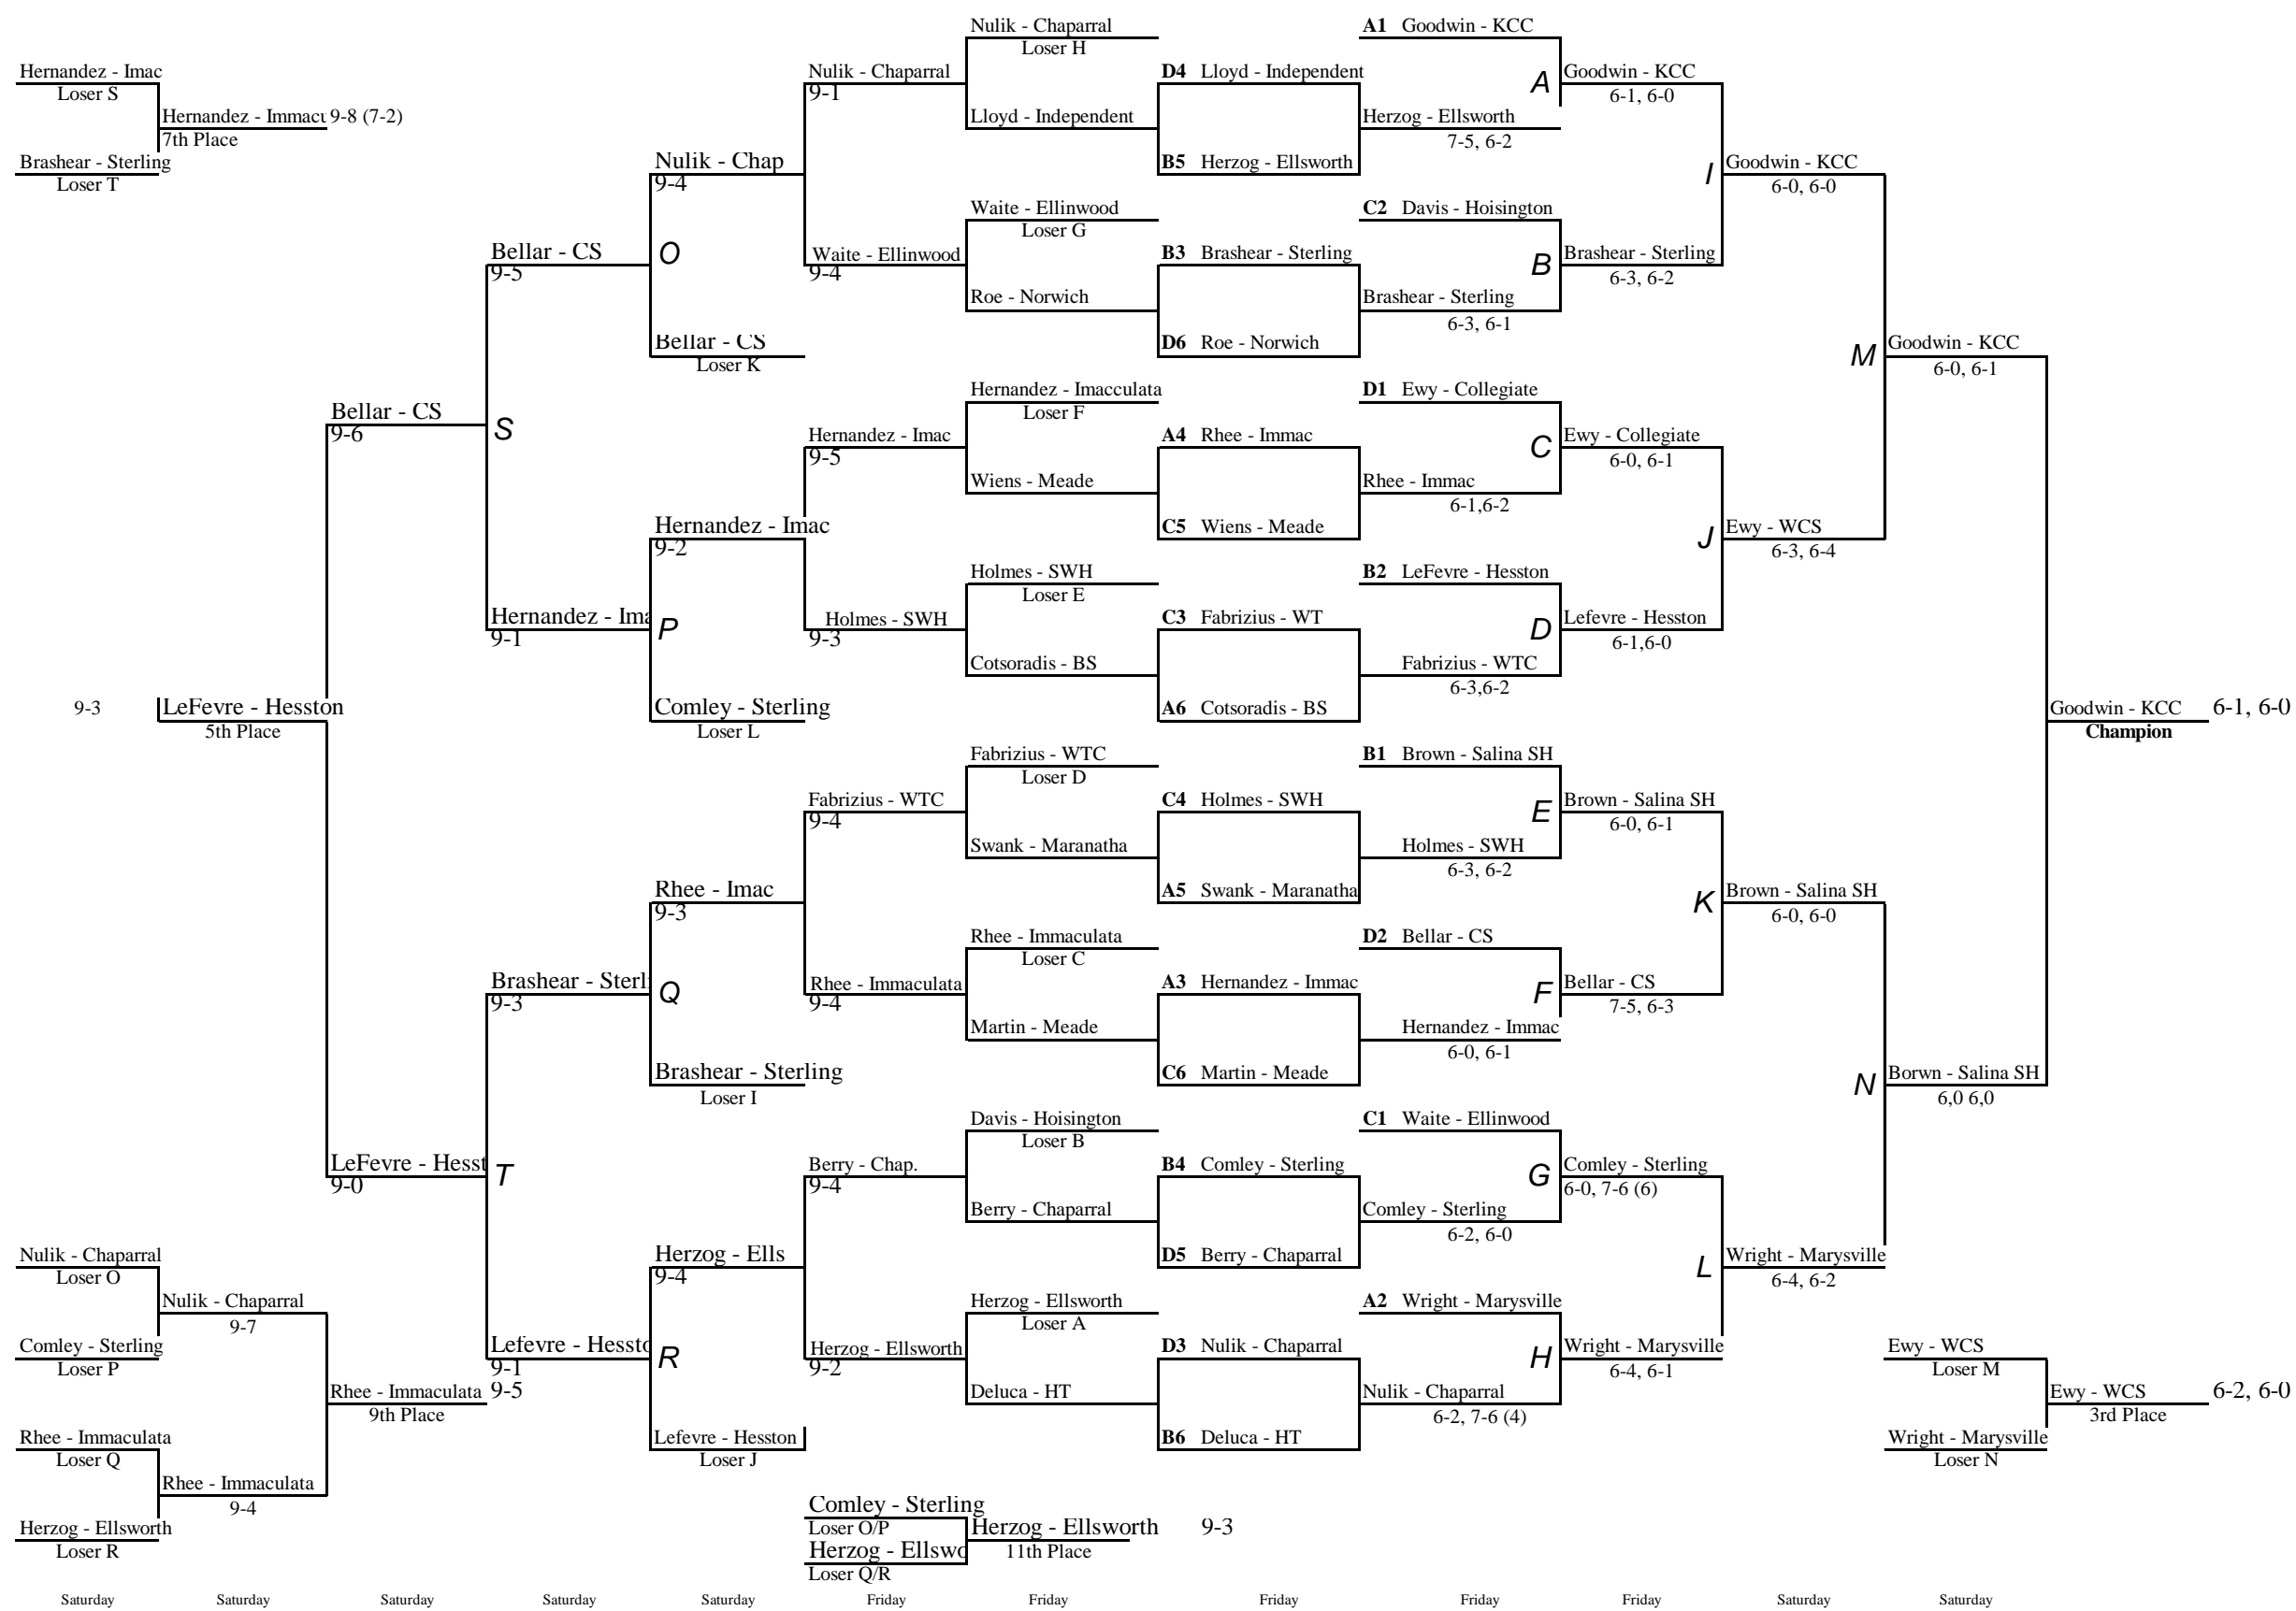 Nulik - Chaparral
Loser H
A1 Goodwin - KCC
Hernandez - Imac
Loser S
Nulik - Chaparral
9-1
D4 Lloyd - Independent
A
Goodwin - KCC
6-1, 6-0
Hernandez - Immacu 9-8 (7-2)
7th Place
Lloyd - Independent
Herzog - Ellsworth
7-5, 6-2
Brashear - Sterling
Loser T
Nulik - Chap
9-4
B5 Herzog - Ellsworth
I
Goodwin - KCC
6-0, 6-0
Waite - Ellinwood
Loser G
C2 Davis - Hoisington
Bellar - CS
9-5
O
Waite - Ellinwood
9-4
B3 Brashear - Sterling
B
Brashear - Sterling
6-3, 6-2
Roe - Norwich
Brashear - Sterling
6-3, 6-1
Bellar - CS
Loser K
D6 Roe - Norwich
M
Goodwin - KCC
6-0, 6-1
Hernandez - Imacculata
Loser F
D1 Ewy - Collegiate
Bellar - CS
9-6
S
Hernandez - Imac
9-5
A4 Rhee - Immac
C
Ewy - Collegiate
6-0, 6-1
Wiens - Meade
Rhee - Immac
6-1,6-2
Hernandez - Imac
9-2
C5 Wiens - Meade
J
Ewy - WCS
6-3, 6-4
Holmes - SWH
Loser E
B2 LeFevre - Hesston
Hernandez - Ima
9-1
P
Holmes - SWH
9-3
C3 Fabrizius - WT
D
Lefevre - Hesston
6-1,6-0
Cotsoradis - BS
Fabrizius - WTC
6-3,6-2
9-3
LeFevre - Hesston
5th Place
Comley - Sterling
Loser L
A6 Cotsoradis - BS
Goodwin - KCC 6-1, 6-0
Champion
Fabrizius - WTC
Loser D
B1 Brown - Salina SH
Fabrizius - WTC
9-4
C4 Holmes - SWH
E
Brown - Salina SH
6-0, 6-1
Swank - Maranatha
Holmes - SWH
6-3, 6-2
Rhee - Imac
9-3
A5 Swank - Maranatha
K
Brown - Salina SH
6-0, 6-0
Rhee - Immaculata
Loser C
D2 Bellar - CS
Brashear - Sterl
9-3
Q
Rhee - Immaculata
9-4
A3 Hernandez - Immac
F
Bellar - CS
7-5, 6-3
Martin - Meade
Hernandez - Immac
6-0, 6-1
Brashear - Sterling
Loser I
C6 Martin - Meade
N
Borwn - Salina SH
6,0 6,0
Davis - Hoisington
Loser B
C1 Waite - Ellinwood
LeFevre - Hesst
9-0
T
Berry - Chap.
9-4
B4 Comley - Sterling
G
Comley - Sterling
6-0, 7-6 (6)
Berry - Chaparral
Comley - Sterling
6-2, 6-0
Nulik - Chaparral
Loser O
Herzog - Ells
9-4
D5 Berry - Chaparral
L
Wright - Marysville
6-4, 6-2
Nulik - Chaparral
9-7
Herzog - Ellsworth
Loser A
A2 Wright - Marysville
Comley - Sterling
Loser P
Lefevre - Hessto
9-1
R
Herzog - Ellsworth
9-2
D3 Nulik - Chaparral
H
Wright - Marysville
6-4, 6-1
Ewy - WCS
Loser M
Rhee - Immaculata 9-5
9th Place
Deluca - HT
Nulik - Chaparral
6-2, 7-6 (4)
Ewy - WCS 6-2, 6-0
3rd Place
Rhee - Immaculata
Loser Q
Lefevre - Hesston
Loser J
B6 Deluca - HT
Wright - Marysville
Loser N
Rhee - Immaculata
9-4
Comley - Sterling
Loser O/P
Herzog - Ellsworth
Loser R
Herzog - Ellsworth 9-3
11th Place
Herzog - Ellswo
Loser Q/R
Saturday Saturday Saturday Saturday Saturday Friday Friday Friday Friday Friday Saturday Saturday